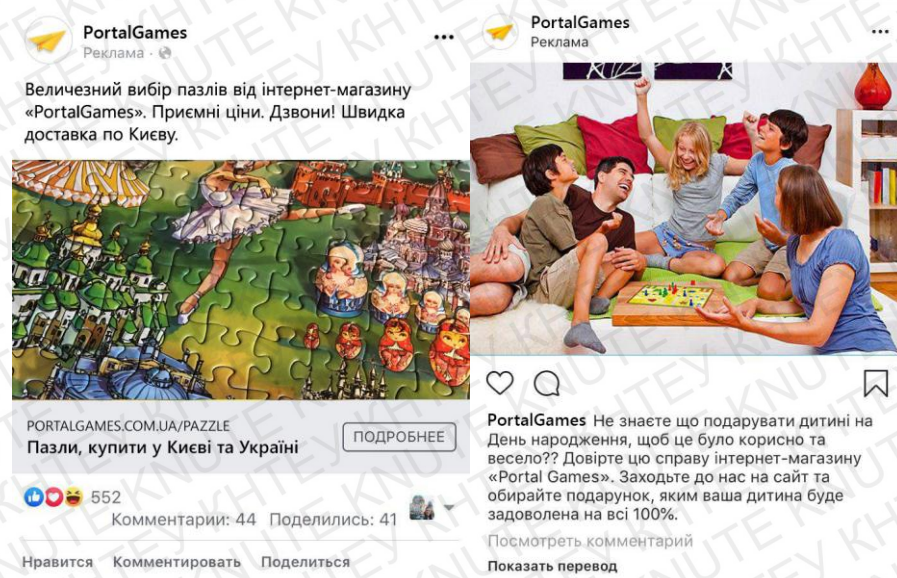 PortalGames
Реклама ·
Величезний вибір пазлів від інтернет-магазину
«PortalGames». Приємні ціни. Дзвони! Швидка
доставка по Києву.
PORTALGAMES.COM.UA/PAZZLE
Пазли, купити у Києві та Україні
ПОДРОБНЕЕ
552
Комментарии: 44 Поделились: 41
Нравится Комментировать Поделиться
PortalGames
Реклама
PortalGames Не знаєте що подарувати дитині на
День народження, щоб це було корисно та
весело?? Довірте цю справу інтернет-магазину
«Portal Games». Заходьте до нас на сайт та
обирайте подарунок, яким ваша дитина буде
задоволена на всі 100%.
Посмотреть комментарий
Показать перевод
КНТЕУ KNUTE